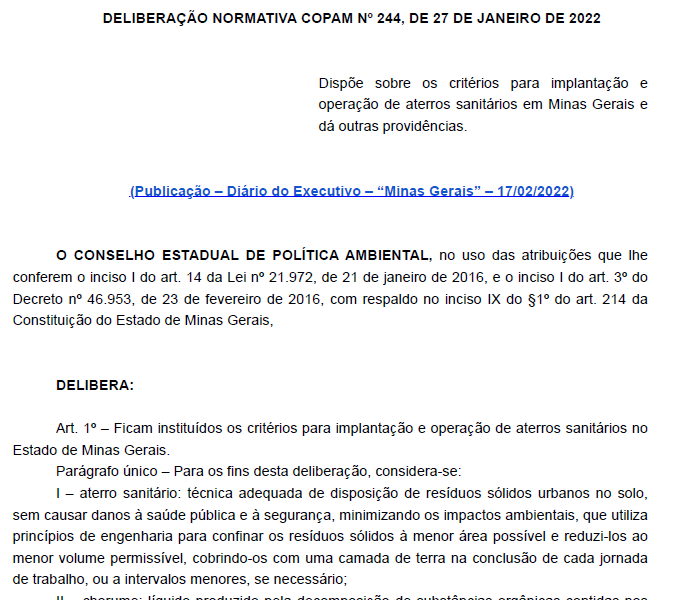 DELIBERAÇÃO NORMATIVA COPAM Nº 244, DE 27 DE JANEIRO DE 2022
Dispõe sobre os critérios para implantação e
operação de aterros sanitários em Minas Gerais e
dá outras providências.
(Publicação – Diário do Executivo – “Minas Gerais” – 17/02/2022)
O CONSELHO ESTADUAL DE POLÍTICA AMBIENTAL, no uso das atribuições que lhe
conferem o inciso I do art. 14 da Lei nº 21.972, de 21 de janeiro de 2016, e o inciso I do art. 3º do
Decreto nº 46.953, de 23 de fevereiro de 2016, com respaldo no inciso IX do §1º do art. 214 da
Constituição do Estado de Minas Gerais,
DELIBERA:
Art. 1º – Ficam instituídos os critérios para implantação e operação de aterros sanitários no
Estado de Minas Gerais.
Parágrafo único – Para os fins desta deliberação, considera-se:
I – aterro sanitário: técnica adequada de disposição de resíduos sólidos urbanos no solo,
sem causar danos à saúde pública e à segurança, minimizando os impactos ambientais, que utiliza
princípios de engenharia para confinar os resíduos sólidos à menor área possível e reduzi-los ao
menor volume permissível, cobrindo-os com uma camada de terra na conclusão de cada jornada
de trabalho, ou a intervalos menores, se necessário;
II – chorume: líquido produzido pela decomposição de substâncias orgânicas contidas nos